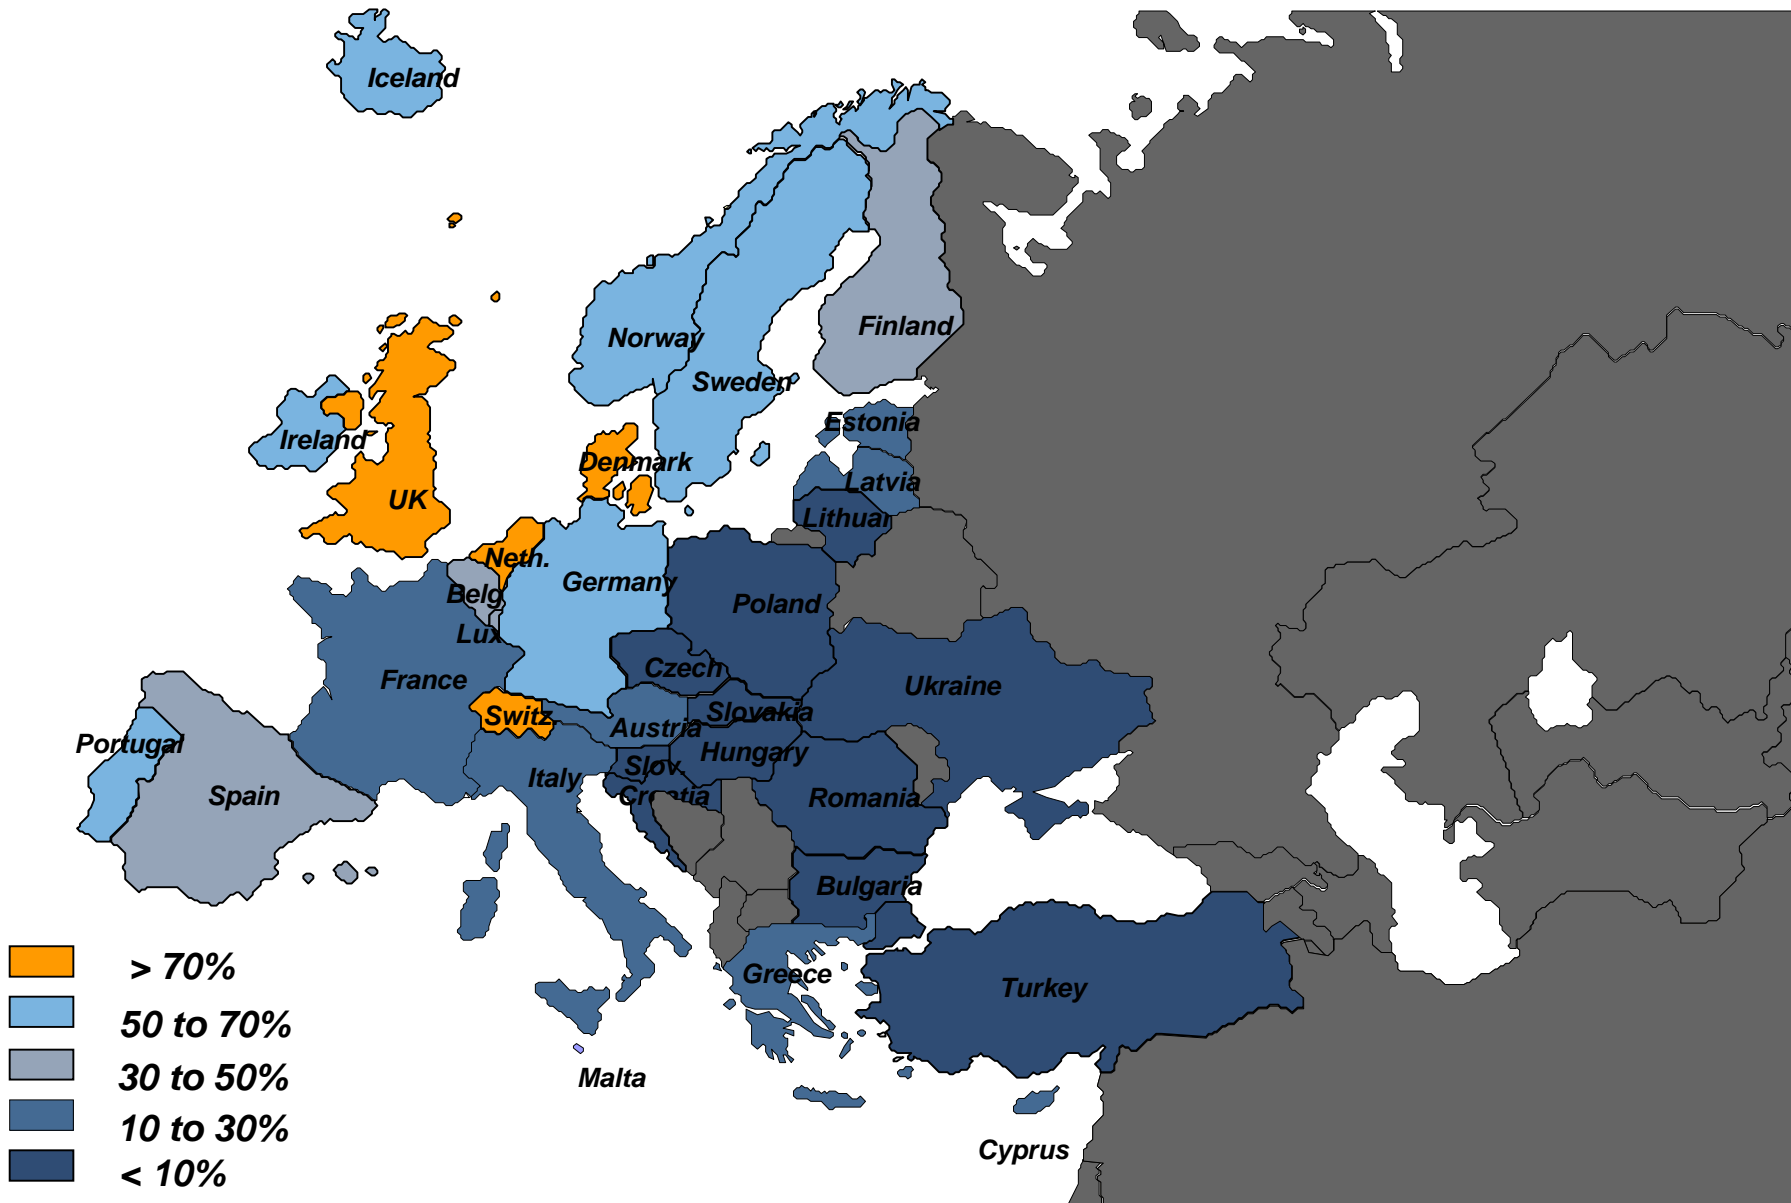 Iceland
Norway
Finland
Sweden
Estonia
Ireland
Denmark
Latvia
UK
Lithuan
Neth.
Germany
Belg
Poland
Lux
Czech
France
Ukraine
Switz
Slovakia
Austria
Portugal
Hungary
Slov.
Italy
Spain
Croatia
Romania
Bulgaria
> 70%
Greece
Turkey
50 to 70%
30 to 50%
Malta
10 to 30%
Cyprus
< 10%